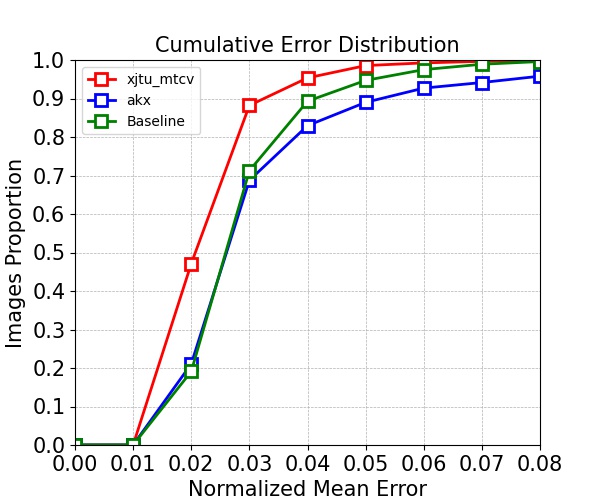 Cumulative Error Distribution
xjtu_mtcv
akx
Baseline
Images Proportion
1.0
0.9
0.8
0.7
0.6
0.5
0.4
0.3
0.2
0.1
0.0
0.00 0.01 0.02 0.03 0.04 0.05 0.06 0.07 0.08
Normalized Mean Error